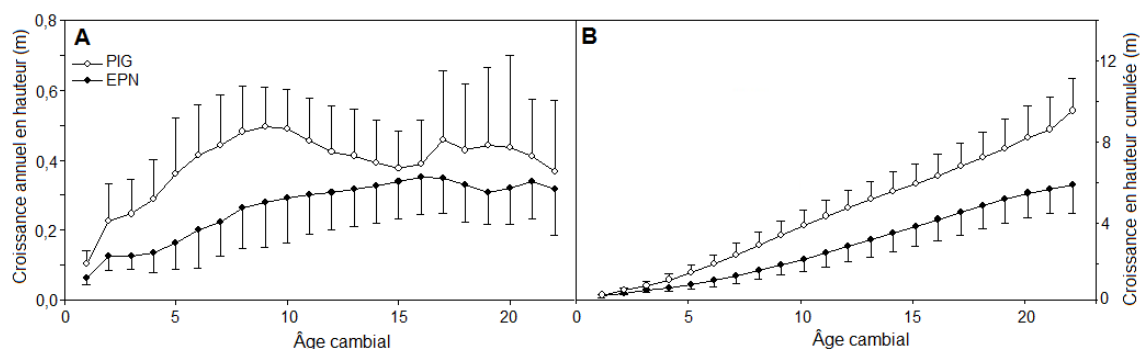 A
B
PIG
EPN
Croissance annuel en hauteur (m)
0,8
0,6
0,4
0,2
0,0
0 5 10 15 20
Âge cambial
0 5 10 15 20
Âge cambial
12
8
4
0
Croissance en hauteur cumulée (m)